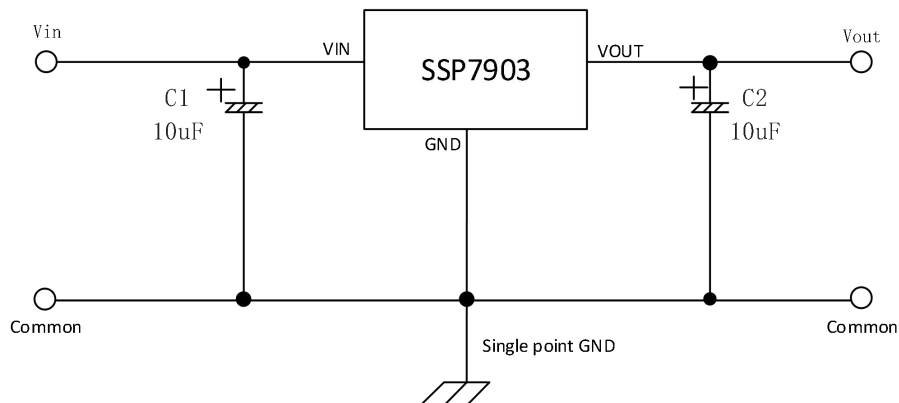 Vin
VIN
SSP7903
VOUT
Vout
C1
10uF
GND
C2
10uF
Common
Single point GND
Common